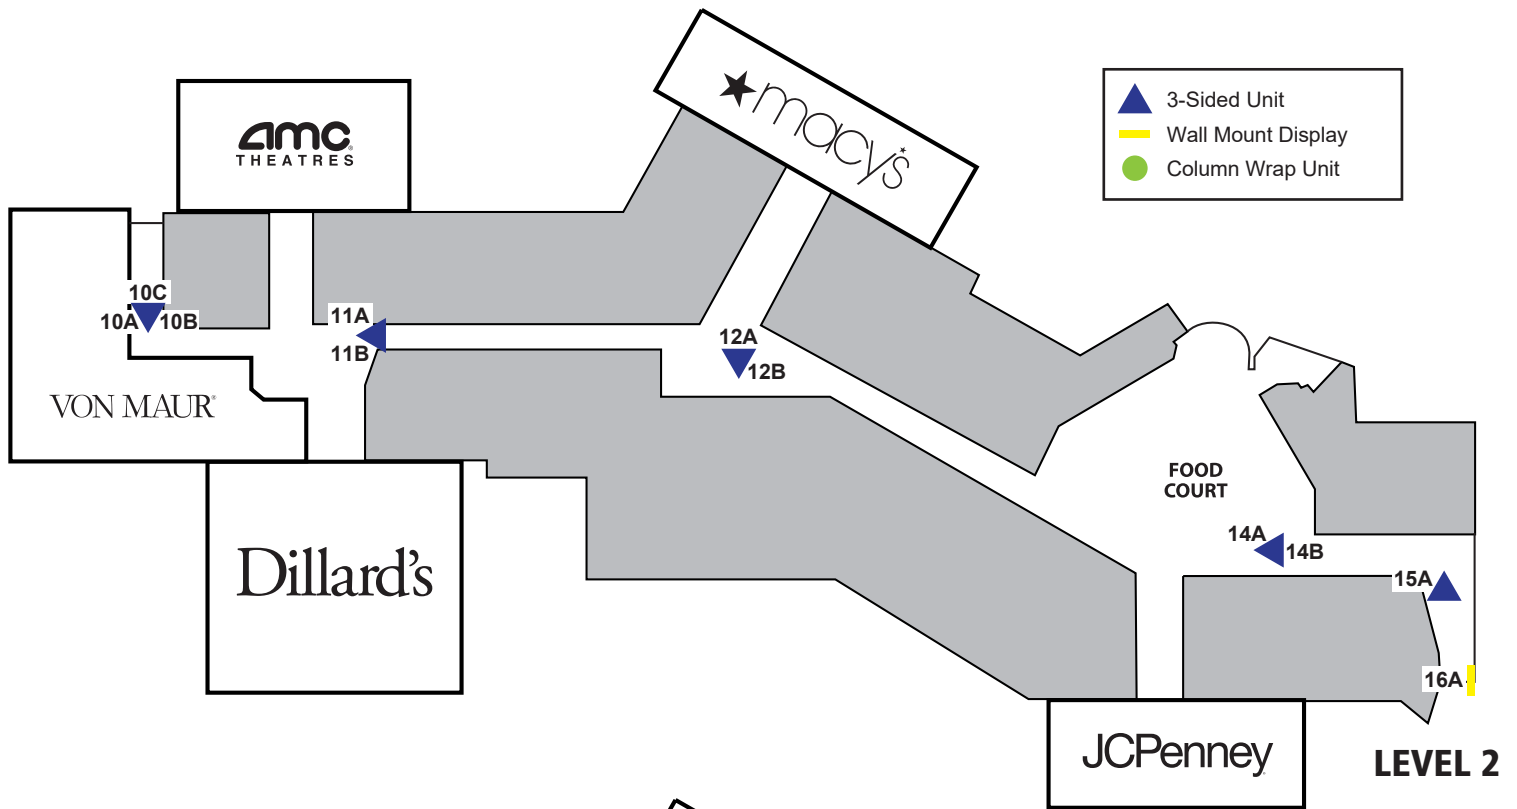 ★macy's
3-Sided Unit
Wall Mount Display
Column Wrap Unit
amc
THEATRES
10C
10A
10B
11A
11B
12A
12B
VON MAUR®
FOOD
COURT
14A
14B
Dillard's
15A
16A
JCPenney
LEVEL 2